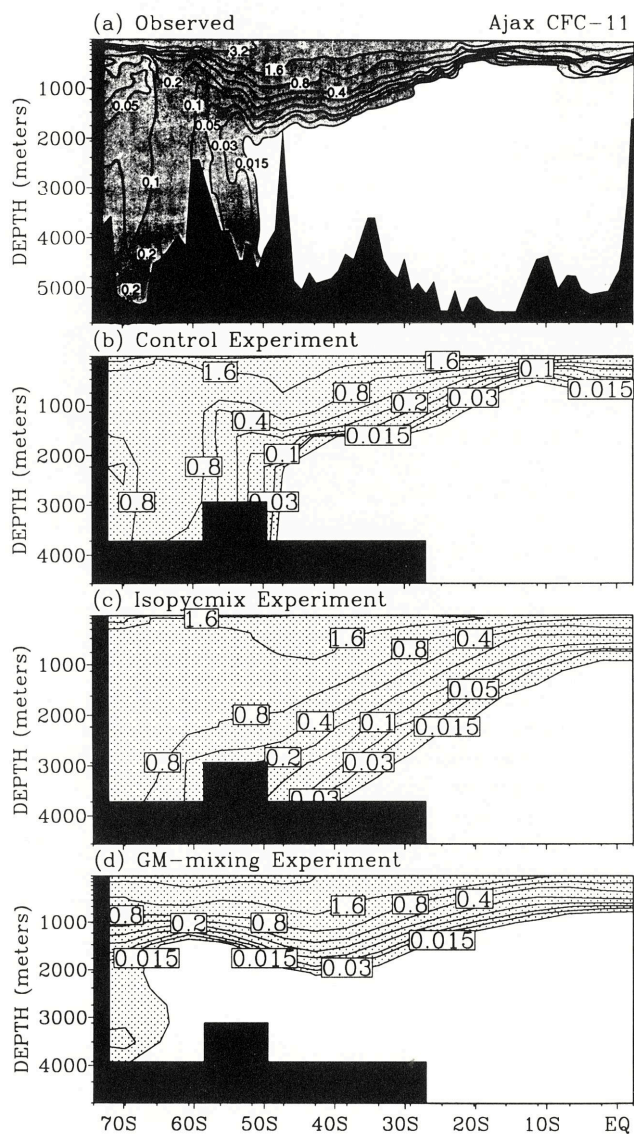 (a) Observed Ajax CFC-11
3.2
0.2 1.6
0.8
0.05 0.1 0.4
0.05
0.03
0.015
0.1
0.2
0.2
1000
2000
3000
4000
5000
DEPTH (meters)
(b) Control Experiment
1.6 1.6 0.1
0.8 0.015
0.4 0.2 0.03
0.015
0.8 0.1
0.8 0.03
1000
2000
3000
4000
DEPTH (meters)
(c) Isopycmix Experiment
1.6 1.6 0.4
0.8
0.05
0.8 0.4 0.1 0.015
0.8 0.2 0.03
0.03
1000
2000
3000
4000
DEPTH (meters)
(d) GM-mixing Experiment
1.6 0.8 0.4
0.8 0.2 0.8
0.015 0.015 0.03 0.015
1000
2000
3000
4000
DEPTH (meters)
70S 60S 50S 40S 30S 20S 10S EQ